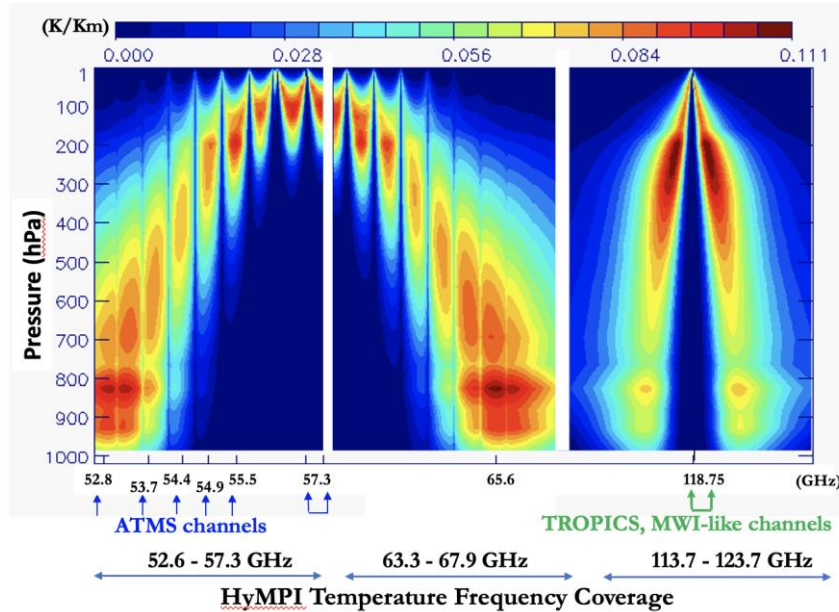 (K/Km)
0.000 0.028 0.056 0.084 0.111
Pressure (hPa)
1
100
200
300
400
500
600
700
800
900
1000
52.8 53.7 54.4 54.9 55.5 57.3 65.6 118.75 (GHz)
ATMS channels
TROPICS, MWI-like channels
52.6 - 57.3 GHz 63.3 - 67.9 GHz 113.7 - 123.7 GHz
HyMPI Temperature Frequency Coverage